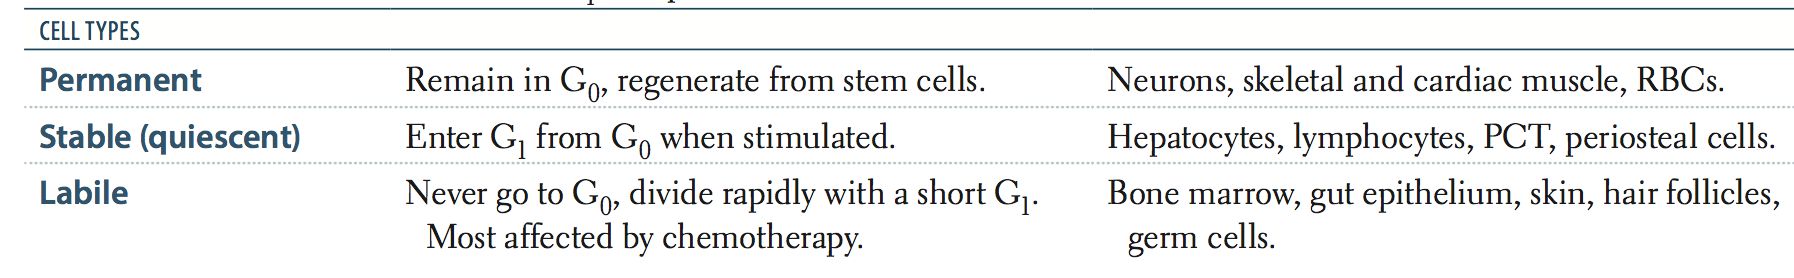 CELL TYPES
Permanent Remain in G0, regenerate from stem cells. Neurons, skeletal and cardiac muscle, RBCs.
Stable (quiescent) Enter G1 from G0 when stimulated. Hepatocytes, lymphocytes, PCT, periosteal cells.
Labile Never go to G0, divide rapidly with a short G1. Bone marrow, gut epithelium, skin, hair follicles,
Most affected by chemotherapy. germ cells.